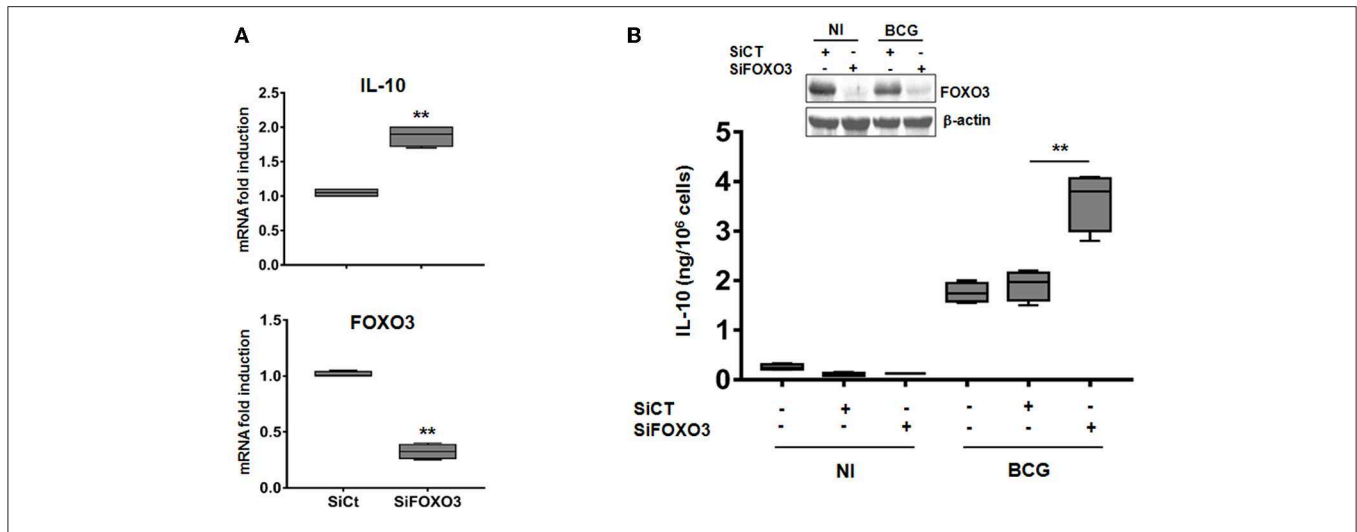 A
IL-10
mRNA fold induction
2.5
2.0
1.5
1.0
0.5
0.0
**
FOXO3
mRNA fold induction
1.5
1.0
0.5
0.0
**
SiCt SiFOXO3
B
NI BCG
SiCT + - + -
SiFOXO3 - + - +
FOXO3
β-actin
IL-10 (ng/10⁶ cells)
5
4
3
2
1
0
**
SiCT - + - - + -
SiFOXO3 - - + - - +
NI BCG